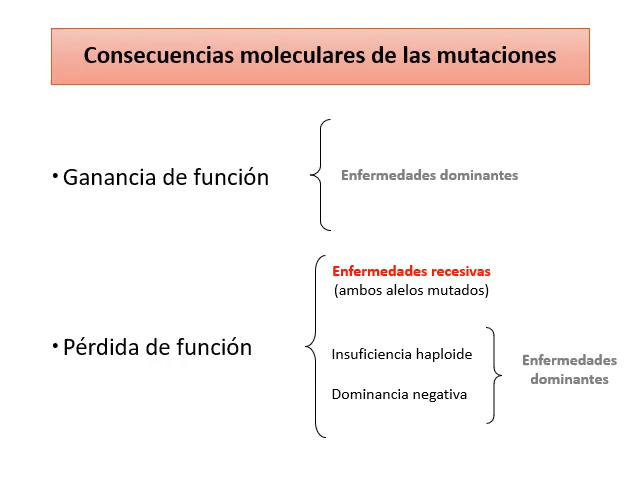 Consecuencias moleculares de las mutaciones
• Ganancia de función
Enfermedades dominantes
Enfermedades recesivas
(ambos alelos mutados)
• Pérdida de función
Insuficiencia haploide
Dominancia negativa
Enfermedades
dominantes